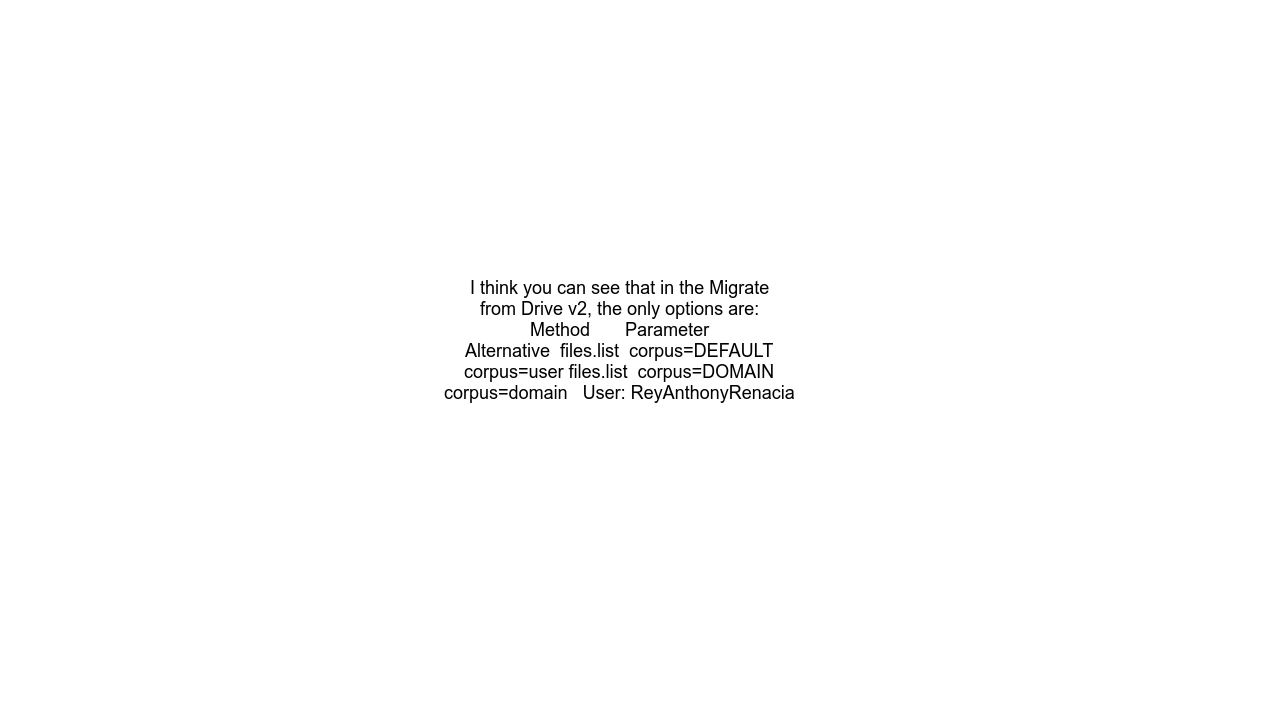 I think you can see that in the Migrate
from Drive v2, the only options are:
Method       Parameter
Alternative  files.list  corpus=DEFAULT
corpus=user files.list  corpus=DOMAIN
corpus=domain   User: ReyAnthonyRenacia